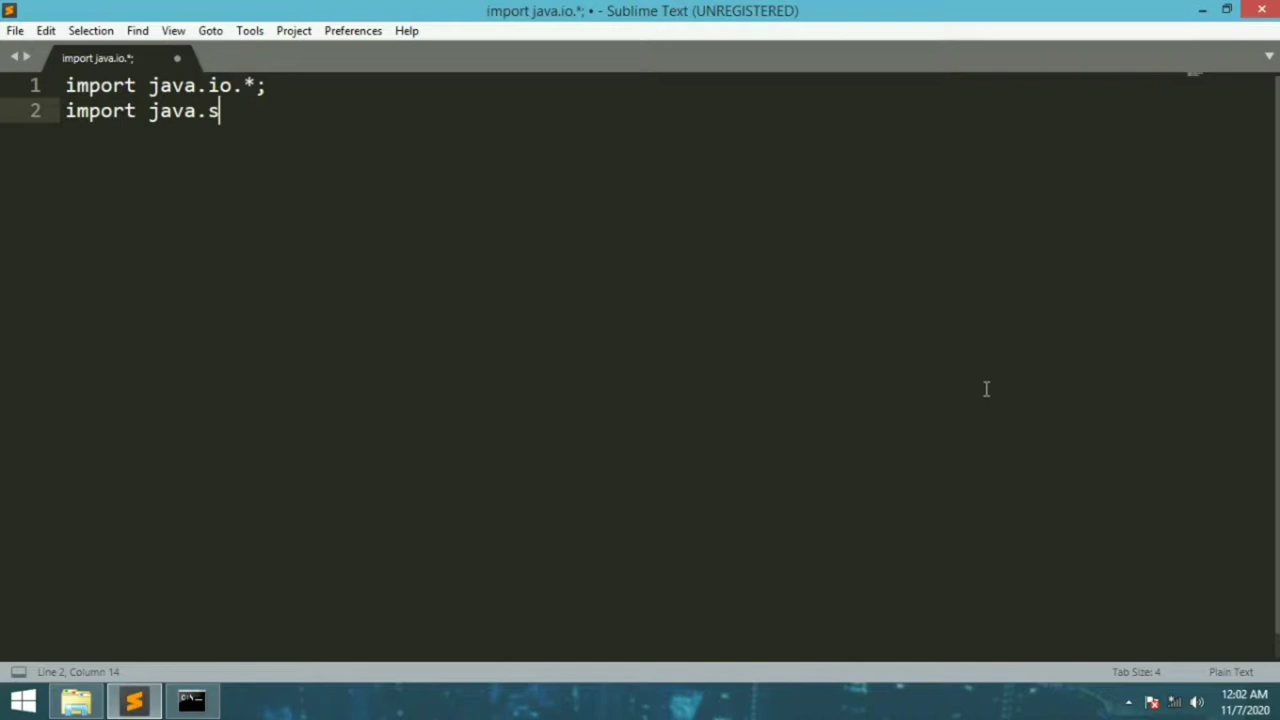 import java.io.*; • - Sublime Text (UNREGISTERED)
File Edit Selection Find View Goto Tools Project Preferences Help
import java.io.*;
1 import java.io.*;
2 import java.s
Line 2, Column 14
Tab Size: 4
Plain Text
12:02 AM
11/7/2020